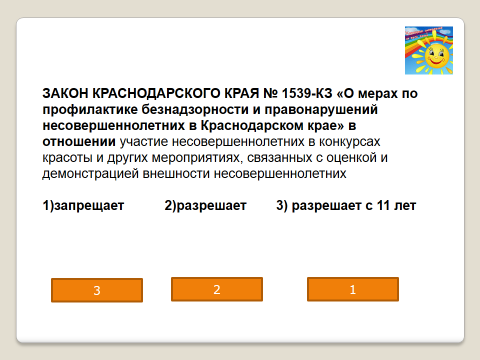 ЗАКОН КРАСНОДАРСКОГО КРАЯ № 1539-КЗ «О мерах по
профилактике безнадзорности и правонарушений
несовершеннолетних в Краснодарском крае» в
отношении участие несовершеннолетних в конкурсах
красоты и других мероприятиях, связанных с оценкой и
демонстрацией внешности несовершеннолетних
1)запрещает 2)разрешает 3) разрешает с 11 лет
3 2 1